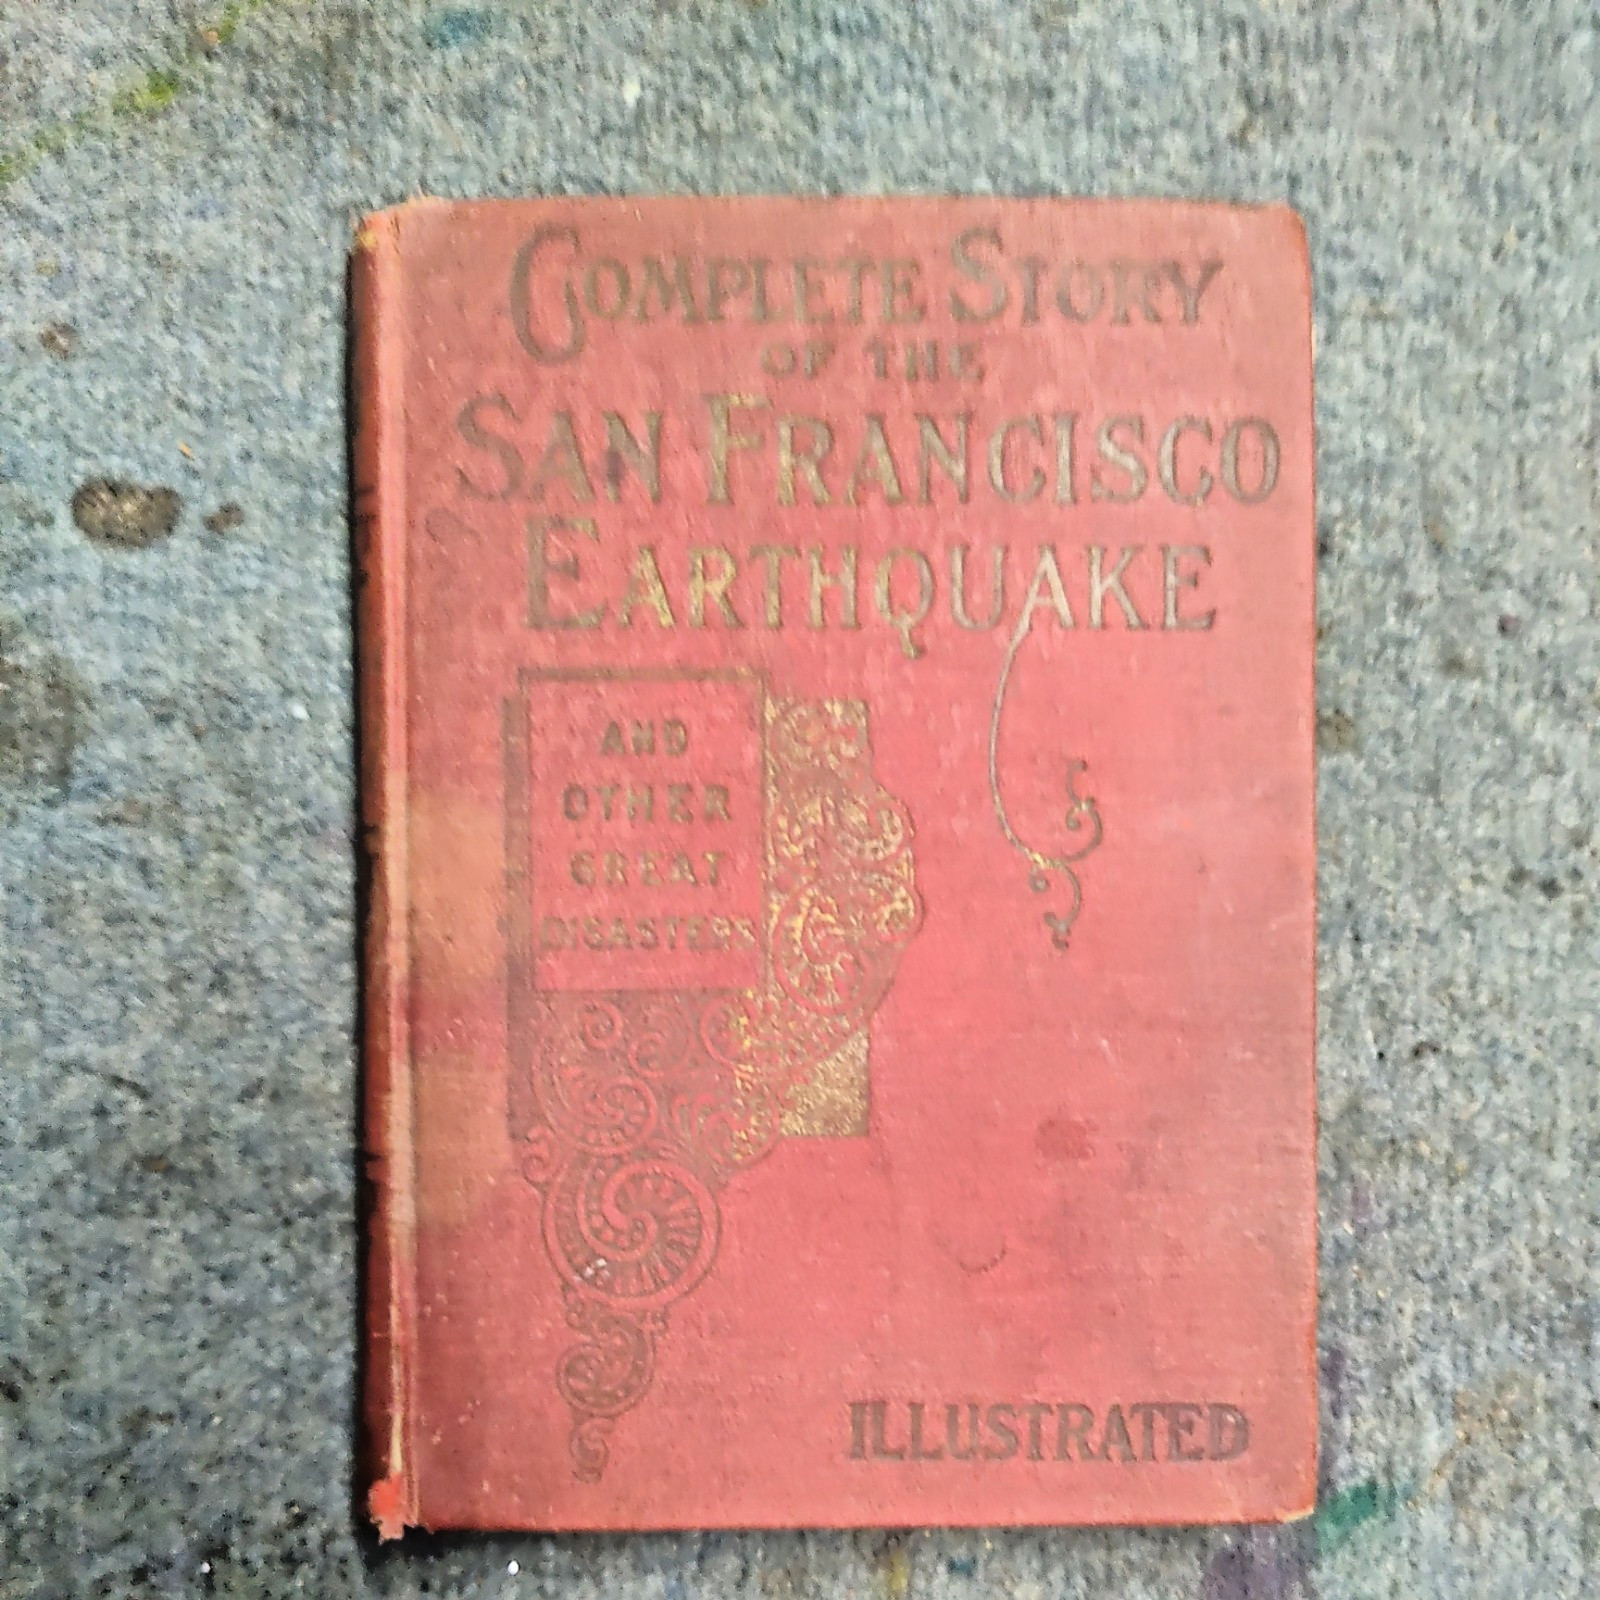 COMPLETE STORY
OF THE
SAN FRANCISCO
EARTHQUAKE
AND
OTHER
GREAT
DISASTERS
ILLUSTRATED